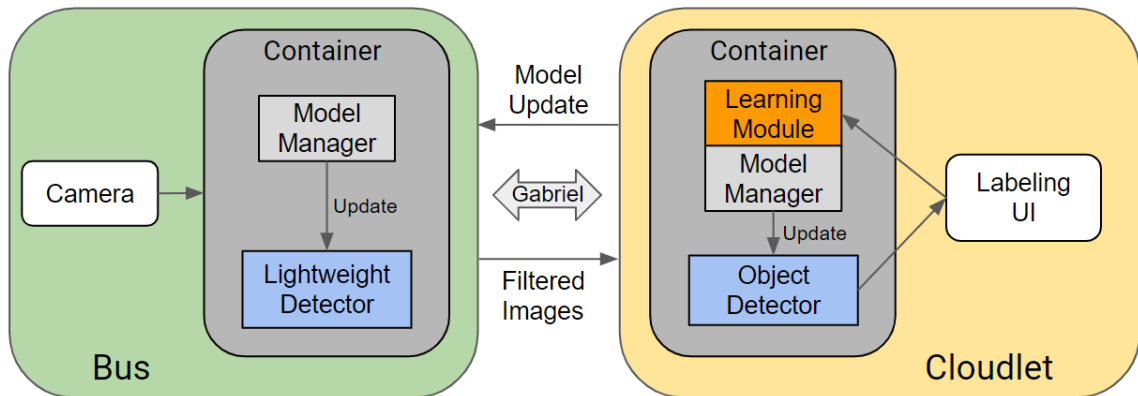 Container
Model
Manager
Camera
Update
Lightweight
Detector
Bus
Model
Update
Gabriel
Filtered
Images
Container
Learning
Module
Model
Manager
Update
Object
Detector
Labeling
UI
Cloudlet